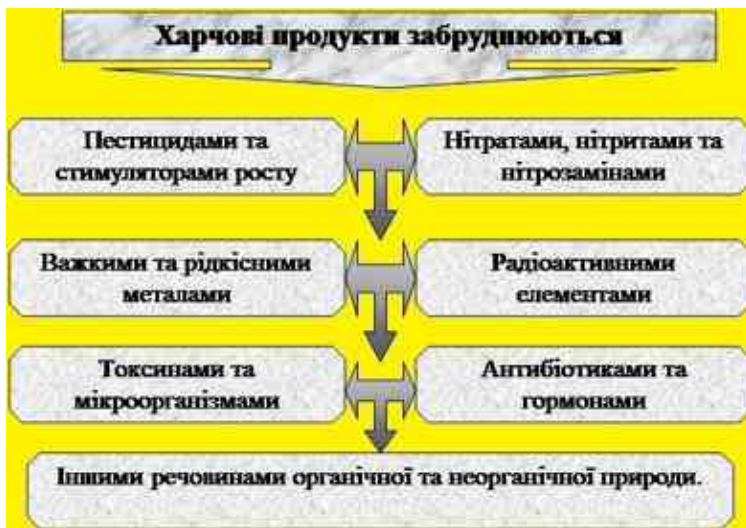 Харчові продукти забруднюються
Пестицидами та
стимуляторами росту
Нітратами, нітритами та
нітрозамінами
Важкими та рідкісними
металами
Радіоактивними
елементами
Токсинами та
мікроорганізмами
Антибіотиками та
гормонами
Іншими речовинами органічної та неорганічної природи.